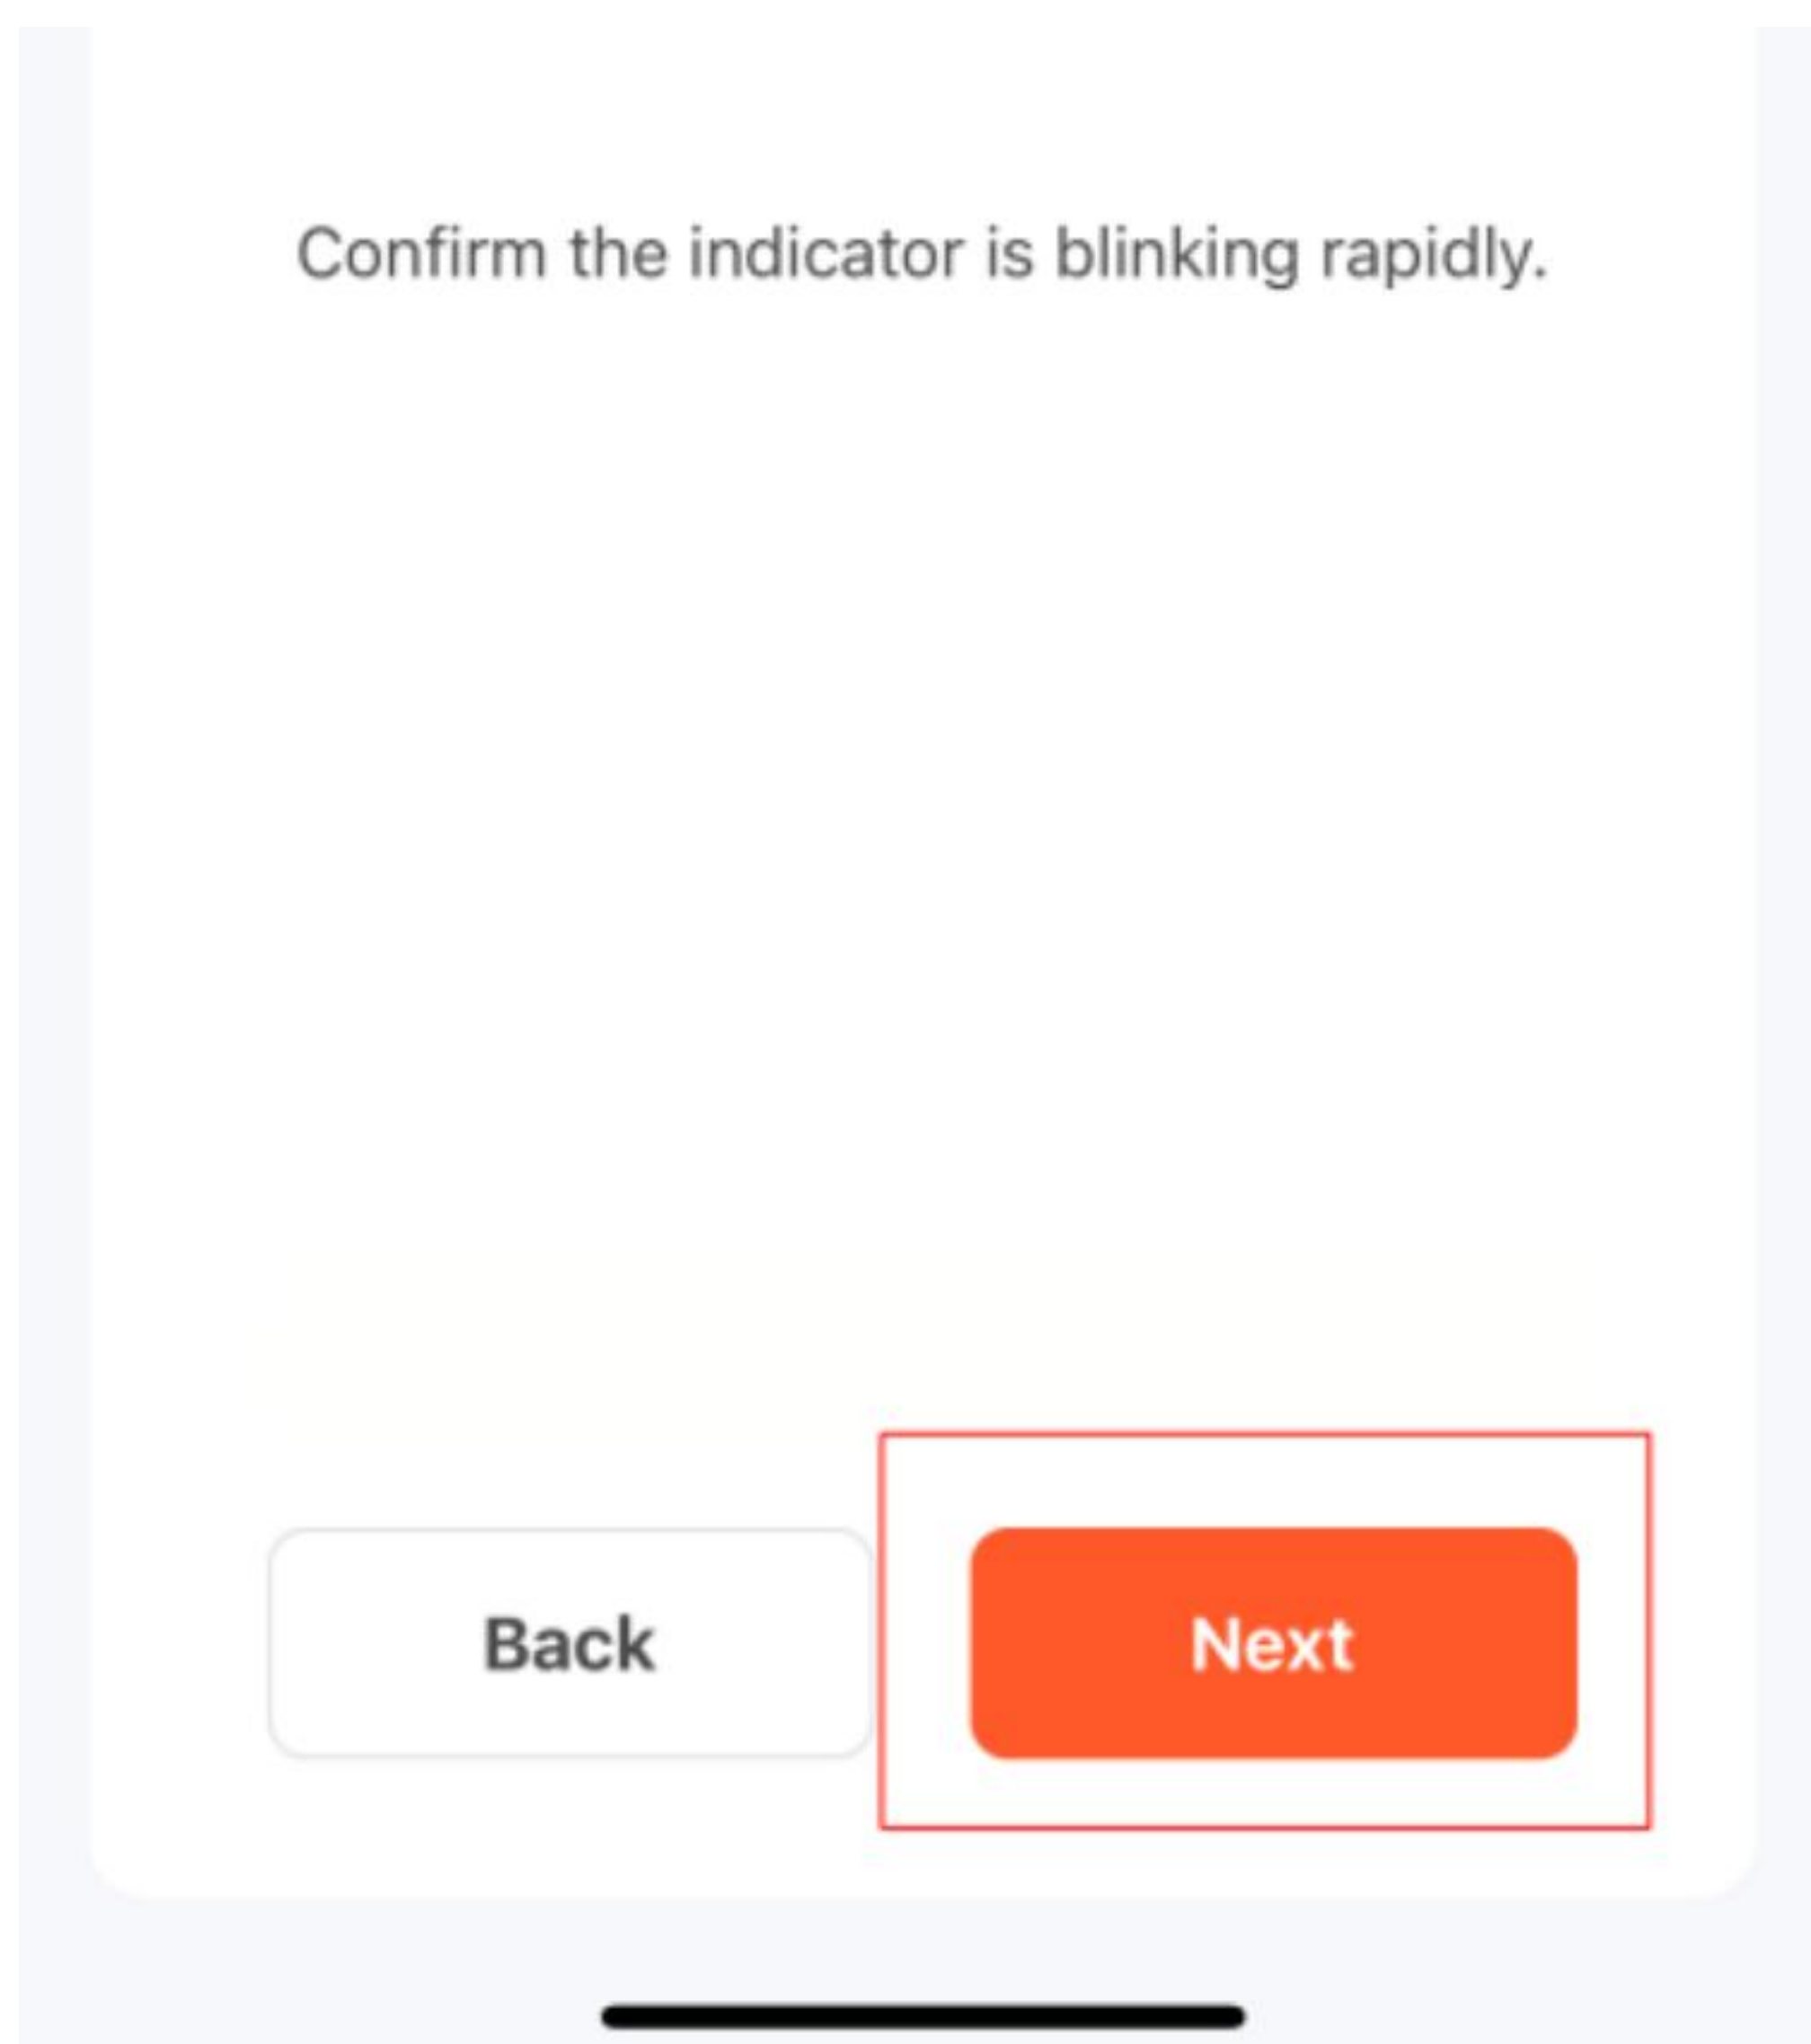 Confirm the indicator is blinking rapidly.
Back
Next